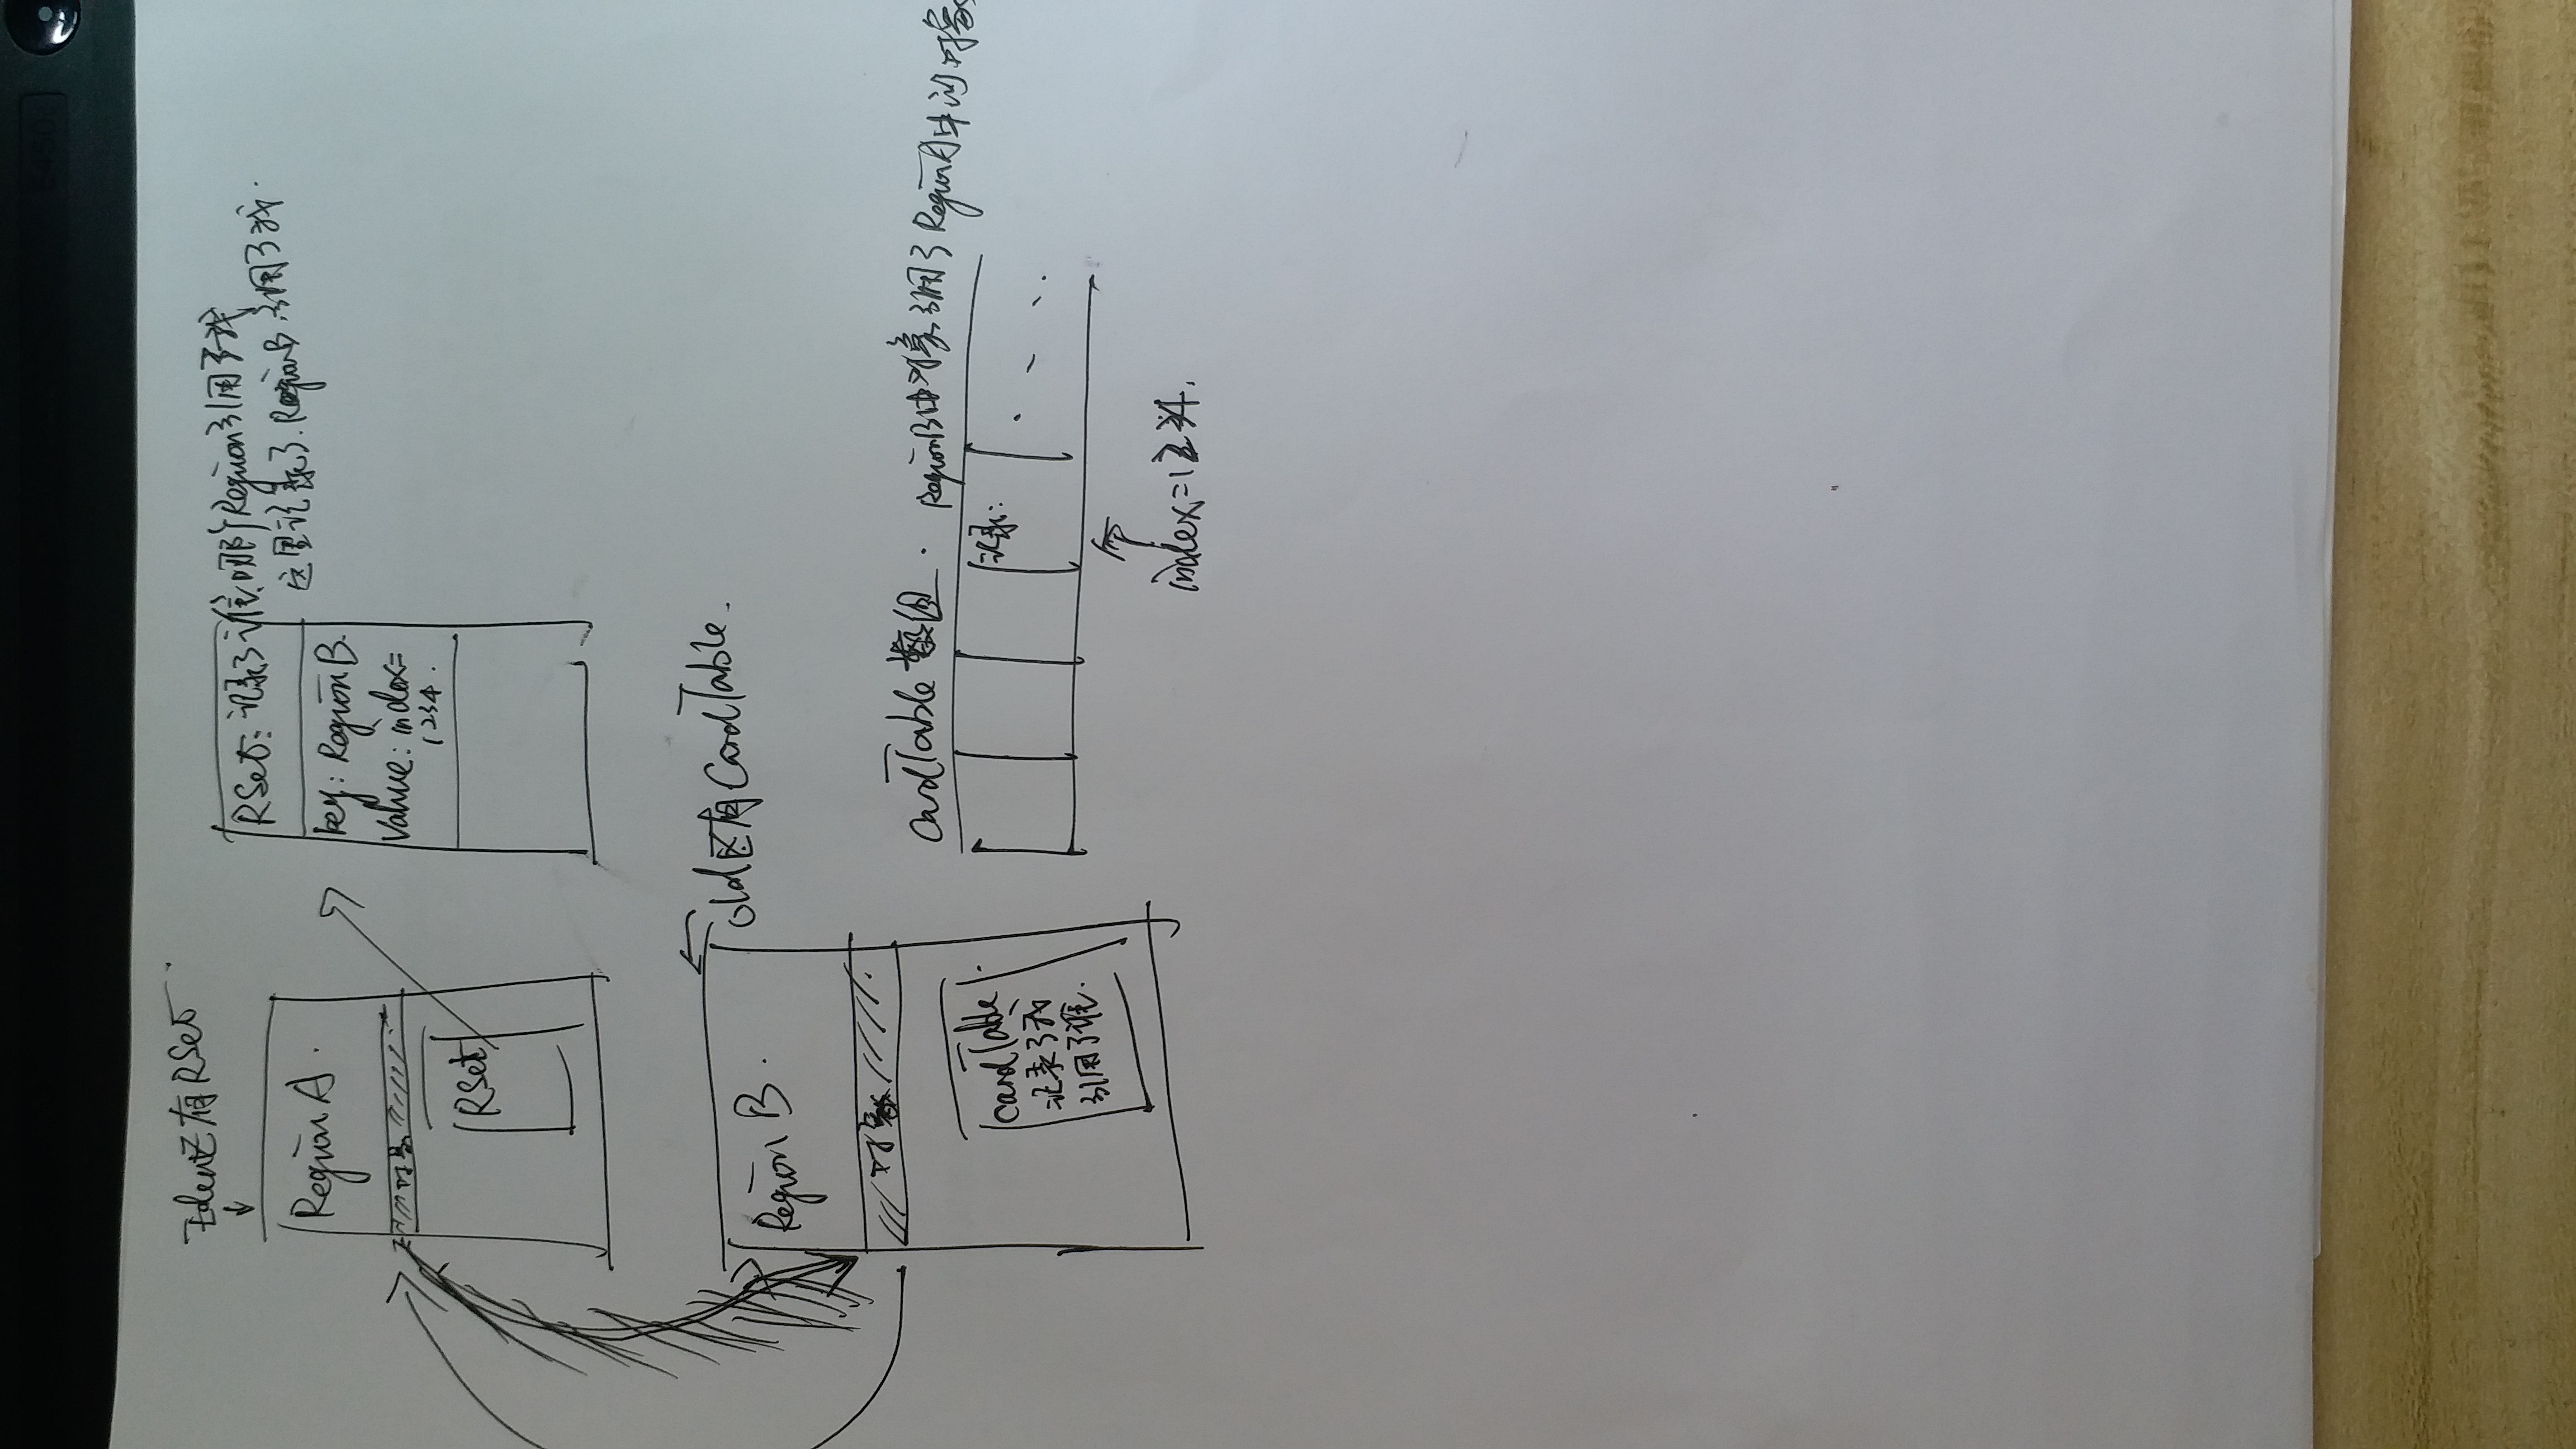 Eden区有RSet.
Region A.
对象
RSet
RSet: 记录了谁、哪个Region引用了我
这里记录了.RegionB.引用了我.
key: Region B.
Value: index=
1234.
old区有CardTable.
Region B.
对象
CardTable
记录了我
引用了谁.
CardTable 数组. RegionB中对象引用了RegionA中的对象
记录:
index=1234.
E450